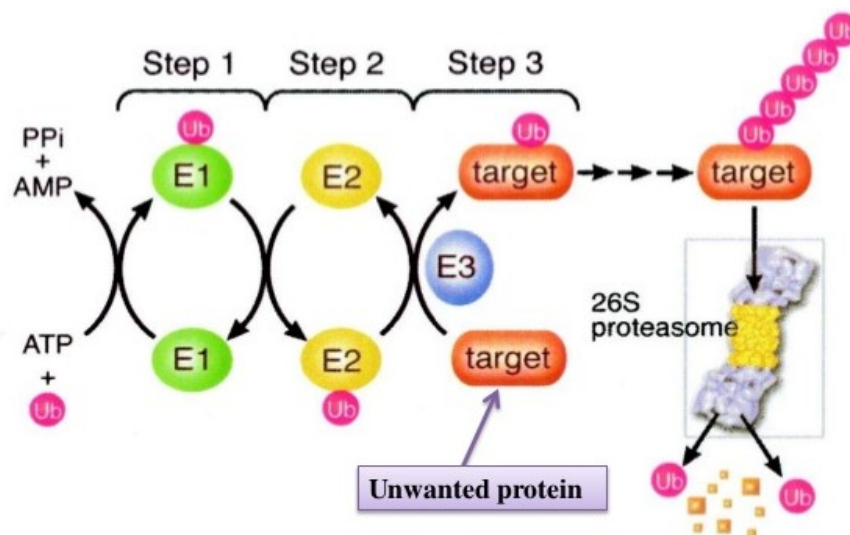 Step 1
Step 2
Step 3
PPi
+
AMP
Ub
E1
E2
Ub
target
Ub
Ub
Ub
Ub
Ub
target
E3
26S
proteasome
ATP
+
Ub
E1
E2
Ub
target
Unwanted protein
Ub
Ub